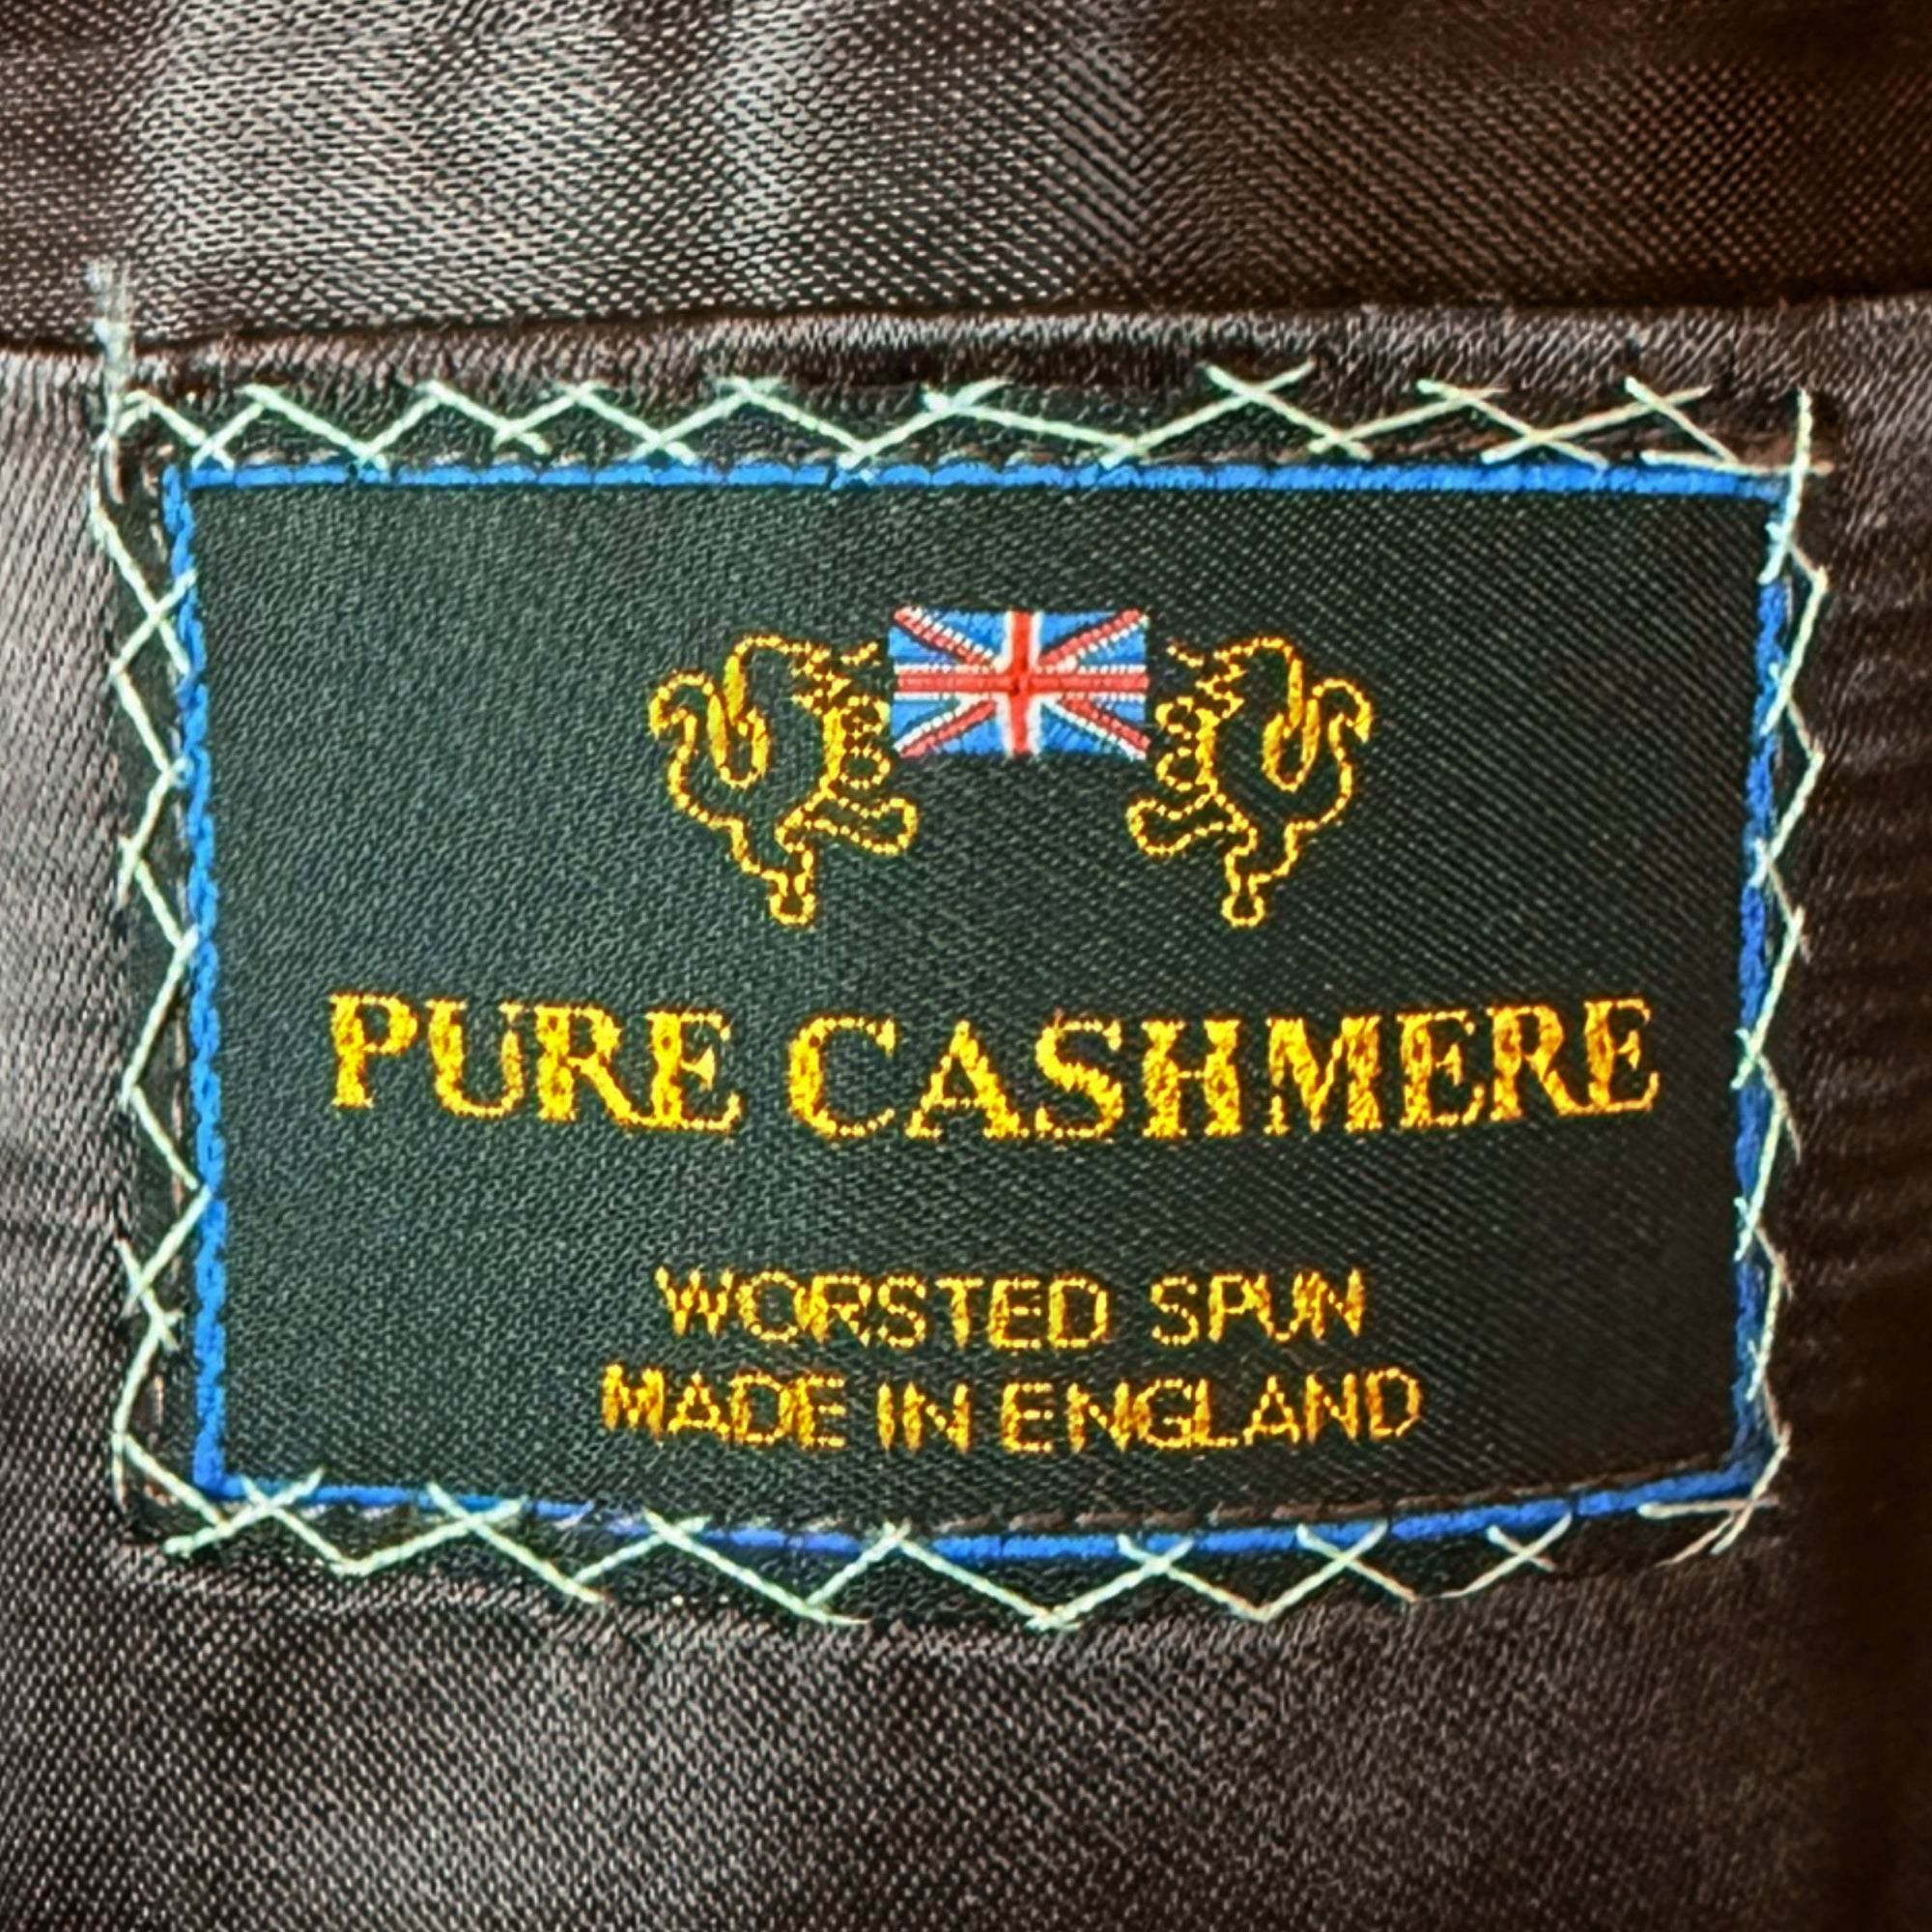 PURE CASHMERE
WORSTED SPUN
MADE IN ENGLAND